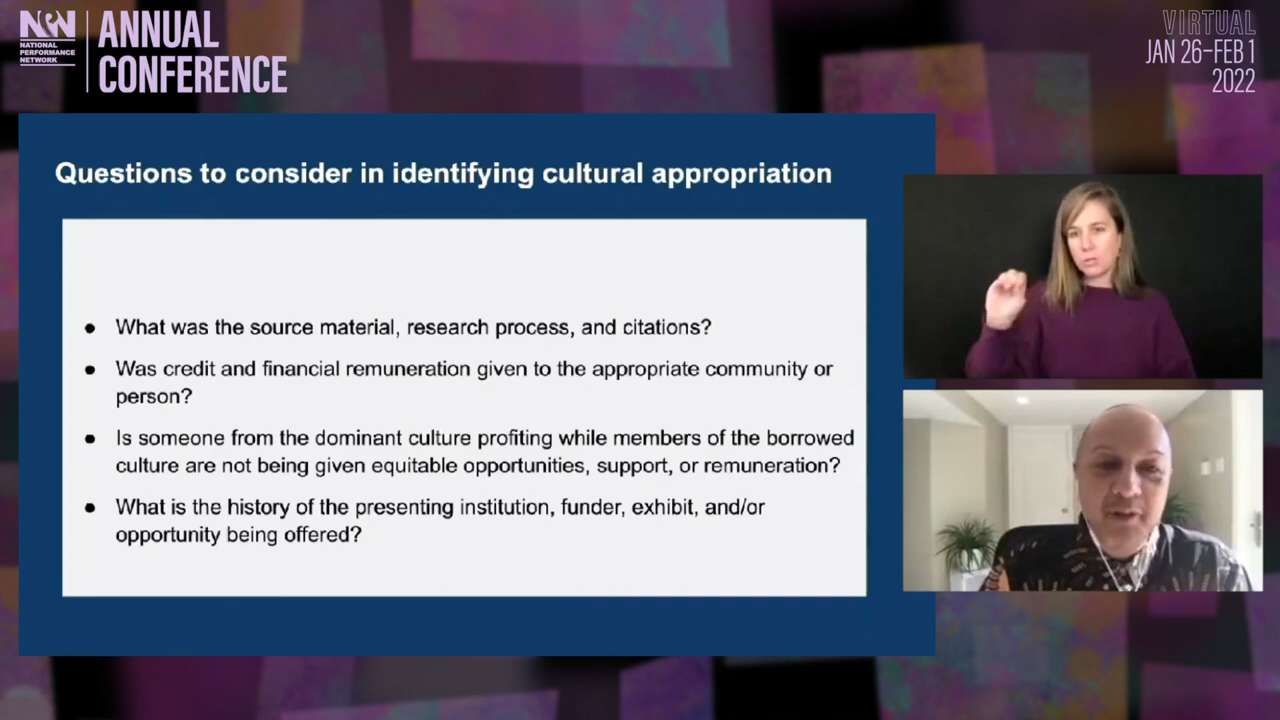 NPN
NATIONAL
PERFORMANCE
NETWORK
ANNUAL
CONFERENCE
VIRTUAL
JAN 26–FEB 1
2022
Questions to consider in identifying cultural appropriation
● What was the source material, research process, and citations?
● Was credit and financial remuneration given to the appropriate community or
person?
● Is someone from the dominant culture profiting while members of the borrowed
culture are not being given equitable opportunities, support, or remuneration?
● What is the history of the presenting institution, funder, exhibit, and/or
opportunity being offered?